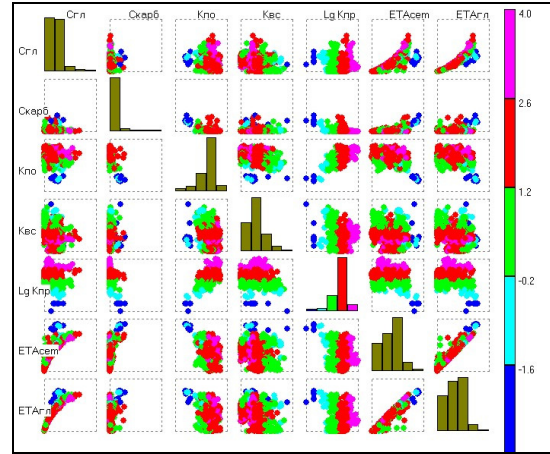 Сгл Скарб Кпо Квс Lg Кпр ETAcem ETAгл
Сгл
Скарб
Кпо
Квс
Lg Кпр
ETAcem
ETAгл
4.0
2.6
1.2
-0.2
-1.6